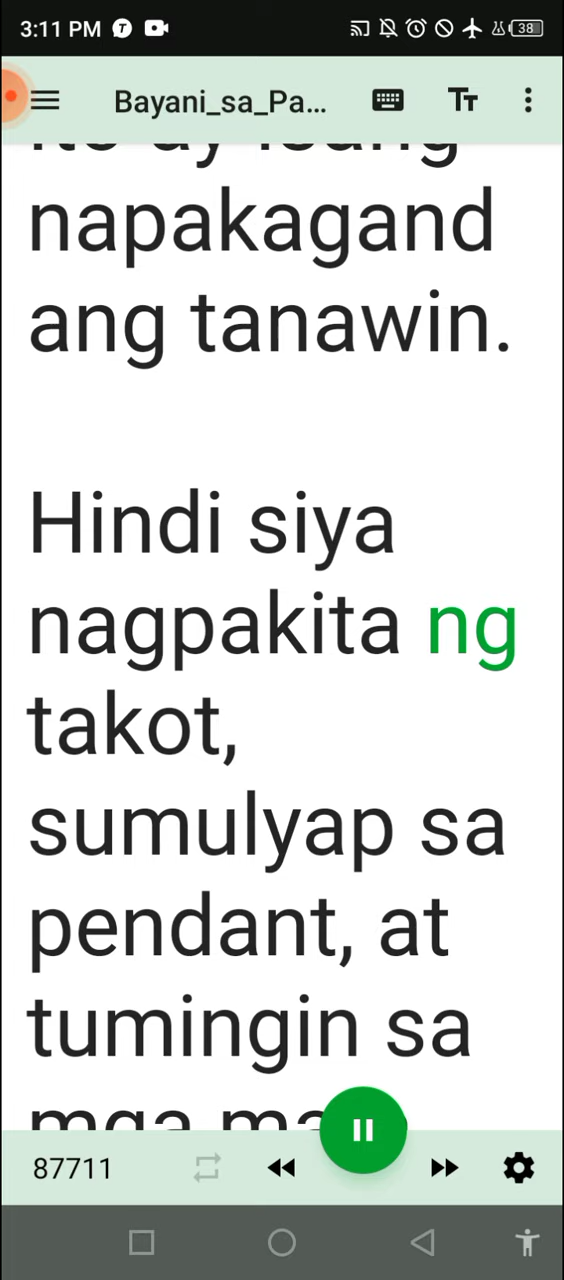 3:11 PM
38
Bayani_sa_Pa...
napakagand
ang tanawin.
Hindi siya
nagpakita ng
takot,
sumulyap sa
pendant, at
tumingin sa
87711